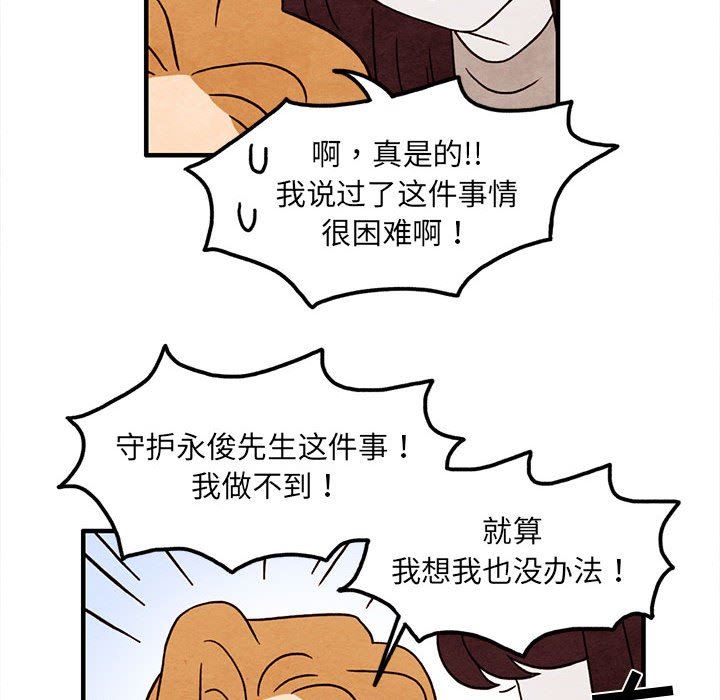 啊，真是的!!
我说过了这件事情
很困难啊！
守护永俊先生这件事！
我做不到！
就算
我想我也没办法！